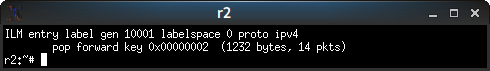 r2
ILM entry label gen 10001 labelspace 0 proto ipv4
pop forward key 0x00000002 (1232 bytes, 14 pkts)
r2:~#